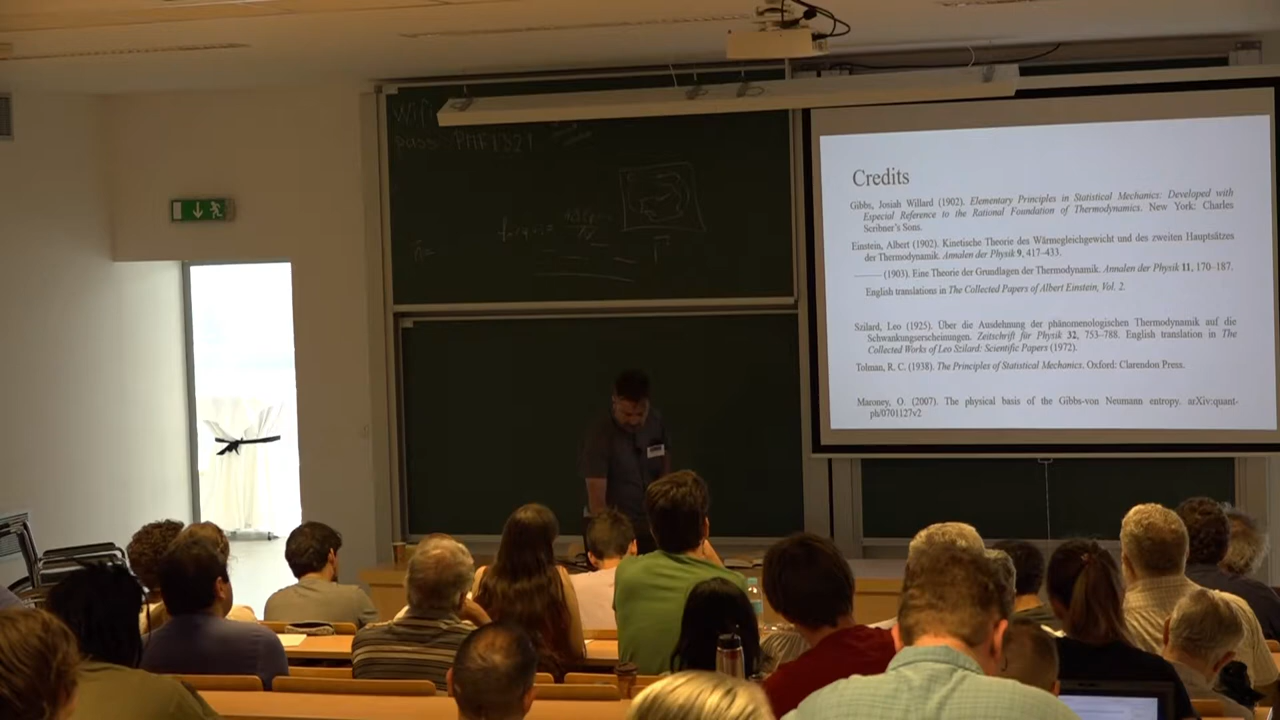 Wifi
pass PHKY821
Credits
Gibbs, Josiah Willard (1902). Elementary Principles in Statistical Mechanics: Developed with
Especial Reference to the Rational Foundation of Thermodynamics. New York: Charles
Scribner's Sons.
Einstein, Albert (1902). Kinetische Theorie des Wärmegleichgewicht und des zweiten Hauptsätzes
der Thermodynamik. Annalen der Physik 9, 417–433.
——— (1903). Eine Theorie der Grundlagen der Thermodynamik. Annalen der Physik 11, 170–187.
English translations in The Collected Papers of Albert Einstein, Vol. 2.
Szilard, Leo (1925). Über die Ausdehnung der phänomenologischen Thermodynamik auf die
Schwankungserscheinungen. Zeitschrift für Physik 32, 753–788. English translation in The
Collected Works of Leo Szilard: Scientific Papers (1972).
Tolman, R. C. (1938). The Principles of Statistical Mechanics. Oxford: Clarendon Press.
Maroney, O. (2007). The physical basis of the Gibbs-von Neumann entropy. arXiv:quant-
ph/0701127v2